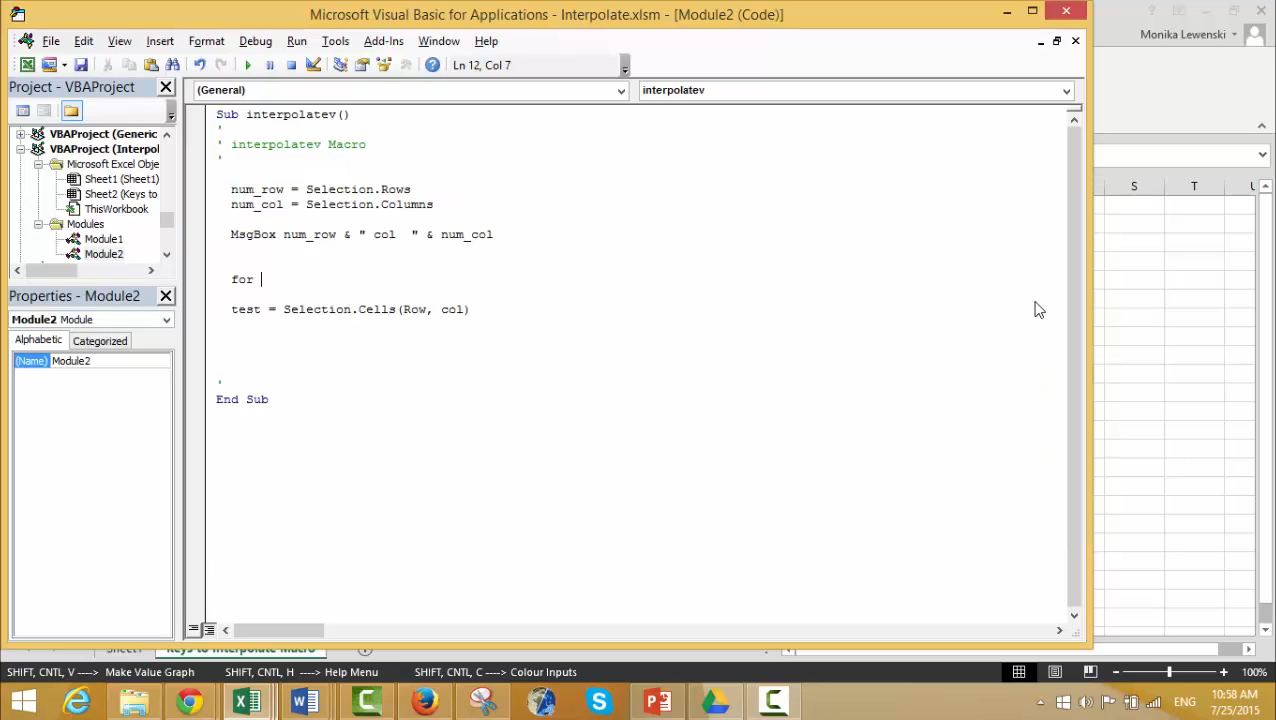 Microsoft Visual Basic for Applications - Interpolate.xlsm - [Module2 (Code)]
Monika Lewenski
File Edit View Insert Format Debug Run Tools Add-Ins Window Help
Ln 12, Col 7
Project - VBAProject
(General)
interpolatev
VBAProject (Generic
VBAProject (Interpol
Microsoft Excel Obje
Sheet1 (Sheet1)
Sheet2 (Keys to
ThisWorkbook
Modules
Module1
Module2
Sub interpolatev()
'
' interpolatev Macro
'
num_row = Selection.Rows
num_col = Selection.Columns
MsgBox num_row & " col  " & num_col
for
test = Selection.Cells(Row, col)
'
End Sub
Properties - Module2
Module2 Module
Alphabetic Categorized
(Name) Module2
S T U
Sheet1 Keys to Interpolate Macro
SHIFT, CNTL, V ----> Make Value Graph SHIFT, CNTL, H ----> Help Menu SHIFT, CNTL, C ----> Colour Inputs
100%
ENG
10:58 AM
7/25/2015